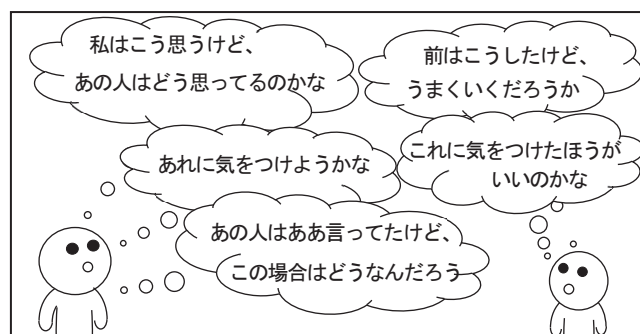 私はこう思うけど、
あの人はどう思ってるのかな
前はこうしたけど、
うまくいくだろうか
あれに気をつけようかな
これに気をつけたほうが
いいのかな
あの人はああ言ってたけど、
この場合はどうなんだろう